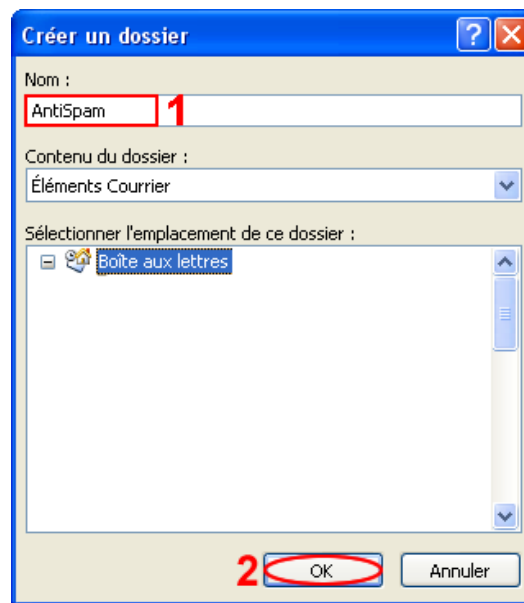 Créer un dossier
Nom :
AntiSpam 1
Contenu du dossier :
Éléments Courrier
Sélectionner l'emplacement de ce dossier :
Boîte aux lettres
2 OK Annuler